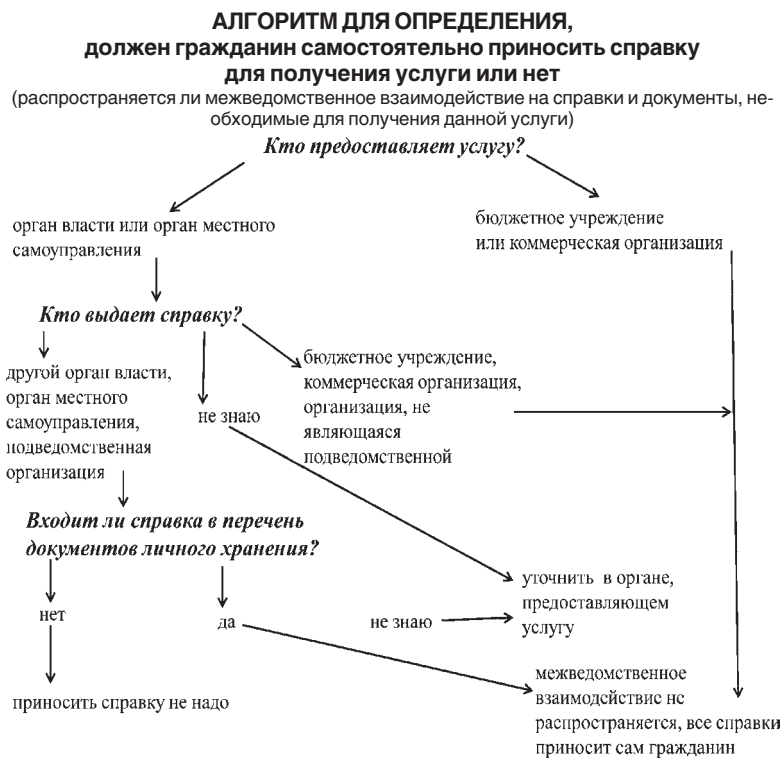 АЛГОРИТМ ДЛЯ ОПРЕДЕЛЕНИЯ,
должен гражданин самостоятельно приносить справку
для получения услуги или нет
(распространяется ли межведомственное взаимодействие на справки и документы, не-
обходимые для получения данной услуги)
Кто предоставляет услугу?
орган власти или орган местного
самоуправления
бюджетное учреждение
или коммерческая организация
Кто выдает справку?
другой орган власти,
орган местного
самоуправления,
подведомственная
организация
не знаю
бюджетное учреждение,
коммерческая организация,
организация, не
являющаяся
подведомственной
Входит ли справка в перечень
документов личного хранения?
нет
да
не знаю
уточнить в органе,
предоставляющем
услугу
приносить справку не надо
межведомственное
взаимодействие не
распространяется, все справки
приносит сам гражданин